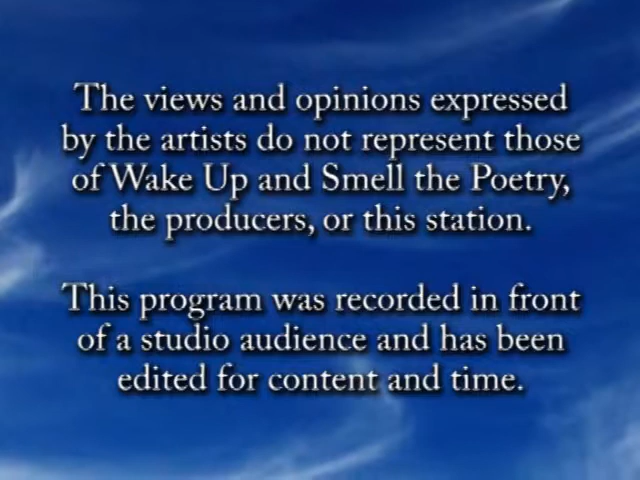 The views and opinions expressed
by the artists do not represent those
of Wake Up and Smell the Poetry,
the producers, or this station.
This program was recorded in front
of a studio audience and has been
edited for content and time.